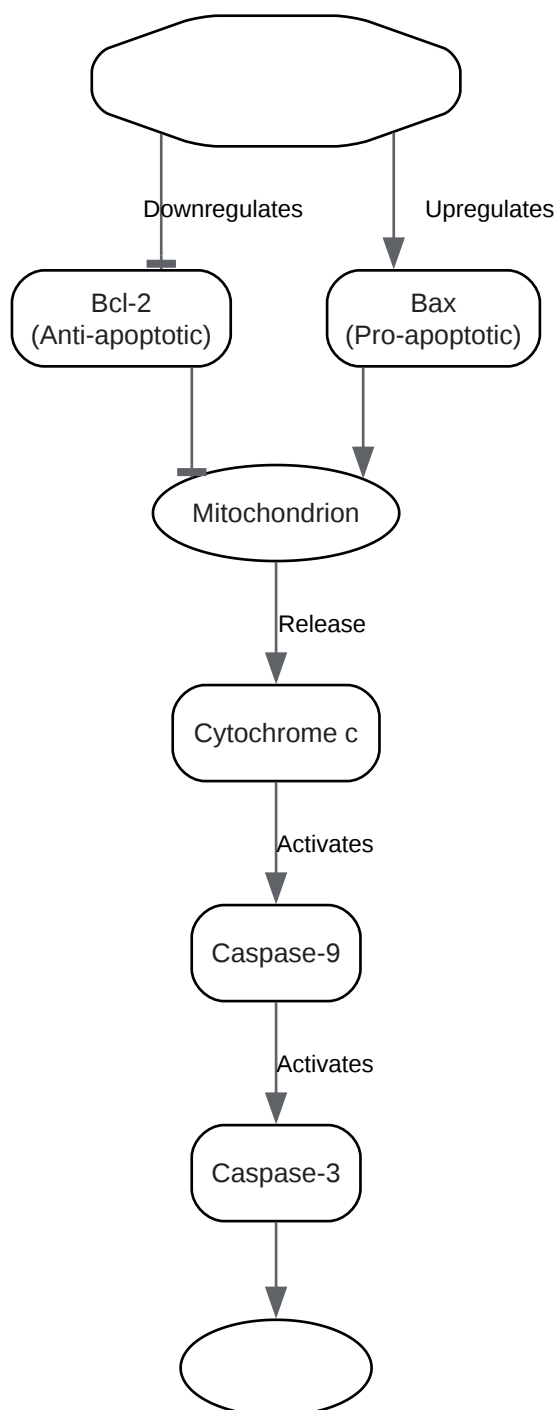 Downregulates
Upregulates
Bcl-2
(Anti-apoptotic)
Bax
(Pro-apoptotic)
Mitochondrion
Release
Cytochrome c
Activates
Caspase-9
Activates
Caspase-3